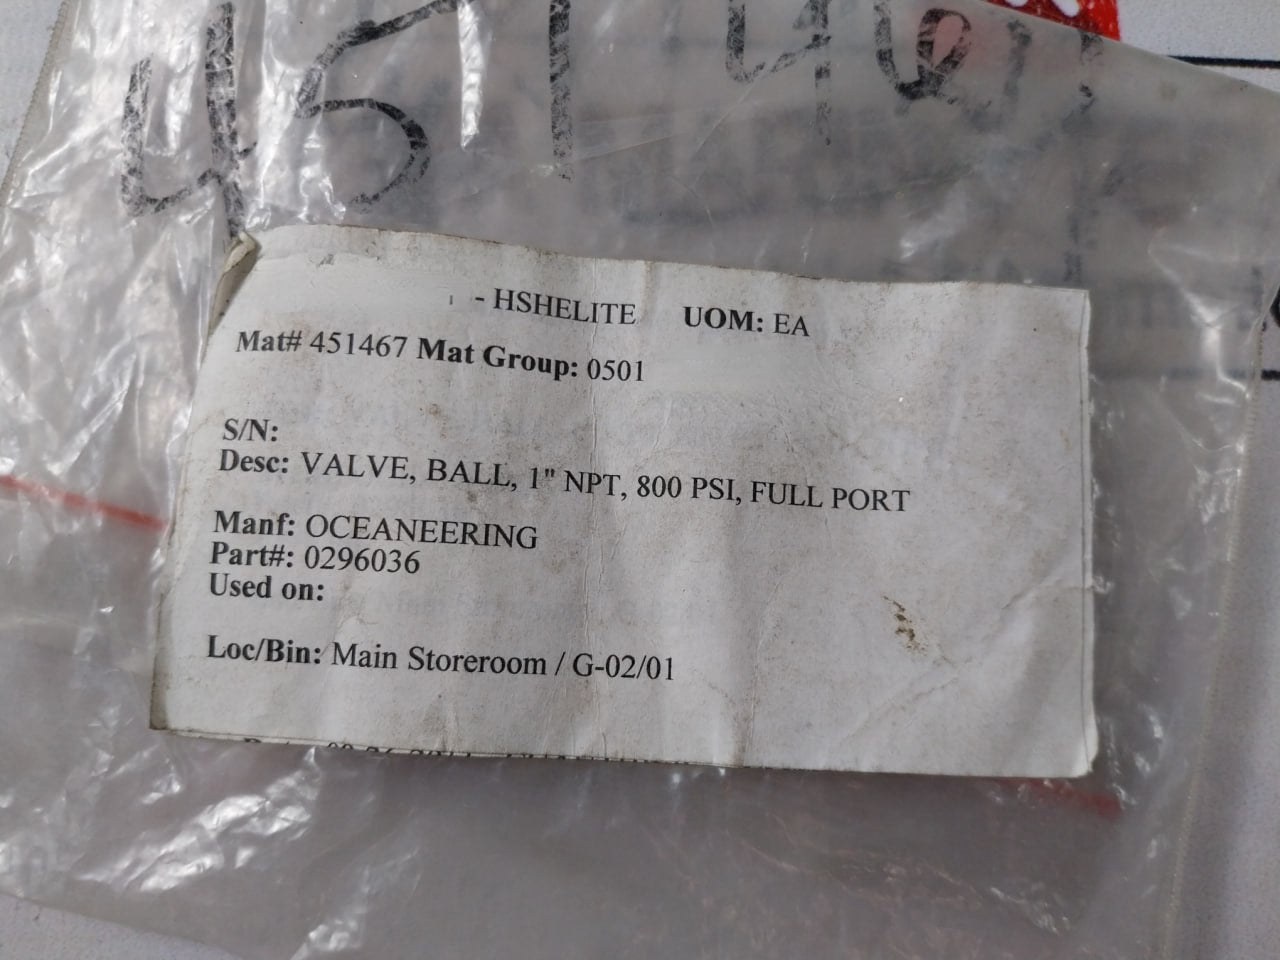 451467
- HSHELITE UOM: EA
Mat# 451467 Mat Group: 0501
S/N:
Desc: VALVE, BALL, 1" NPT, 800 PSI, FULL PORT
Manf: OCEANEERING
Part#: 0296036
Used on:
Loc/Bin: Main Storeroom / G-02/01